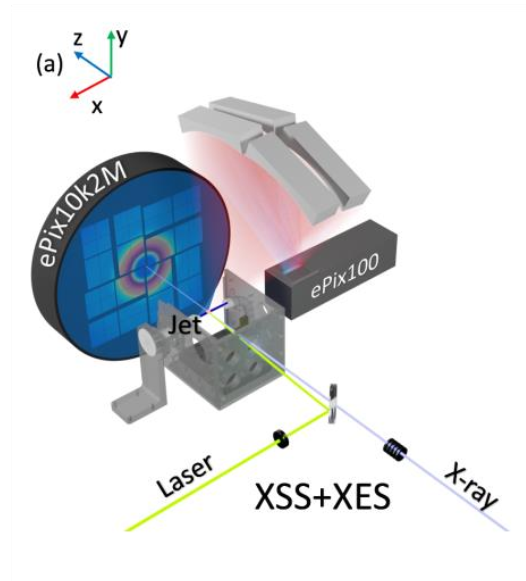 (a)
z
y
x
ePix10k2M
ePix100
Jet
Laser
XSS+XES
X-ray